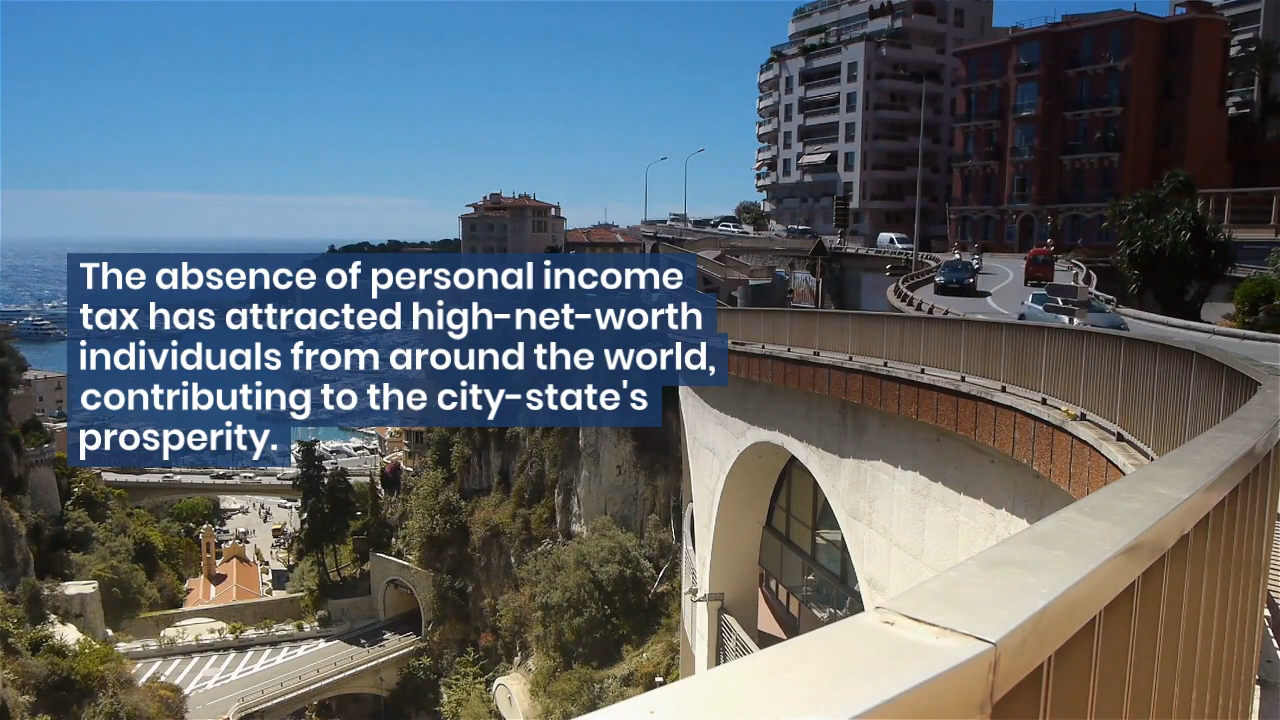 The absence of personal income
tax has attracted high-net-worth
individuals from around the world,
contributing to the city-state's
prosperity.